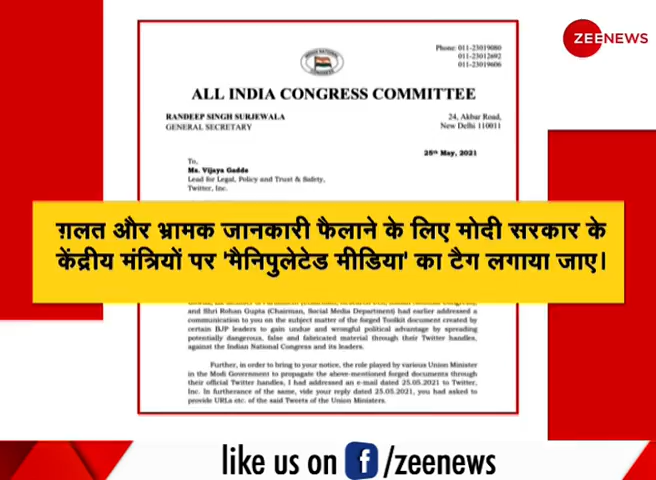 ZEENEWS
Phone: 011-23019080
011-23012692
011-23019606
INDIAN NATIONAL
CONGRESS
ALL INDIA CONGRESS COMMITTEE
RANDEEP SINGH SURJEWALA
GENERAL SECRETARY
24, Akbar Road,
New Delhi 110011
25th May, 2021
To,
Ms. Vijaya Gadde
Lead for Legal, Policy and Trust & Safety,
Twitter, Inc.
ग़लत और भ्रामक जानकारी फैलाने के लिए मोदी सरकार के
केंद्रीय मंत्रियों पर 'मैनिपुलेटेड मीडिया' का टैग लगाया जाए।
and Shri Rohan Gupta (Chairman, Social Media Department) had earlier addressed a
communication to you on the subject matter of the forged Toolkit document created by
certain BJP leaders to gain undue and wrongful political advantage by spreading
potentially dangerous, false and fabricated material through their Twitter handles,
against the Indian National Congress and its leaders.
Further, in order to bring to your notice, the role played by various Union Minister
in the Modi Government to propagate the above-mentioned forged documents through
their official Twitter handles, I had addressed an e-mail dated 25.05.2021 to Twitter,
Inc. In furtherance of the same, vide your reply dated 25.05.2021, you had asked to
provide URLs etc. of the said Tweets of the Union Ministers.
like us on f/zeenews